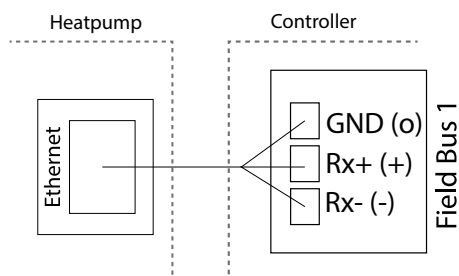 Heatpump
Controller
Ethernet
GND (o)
Rx+ (+)
Rx- (-)
Field Bus 1